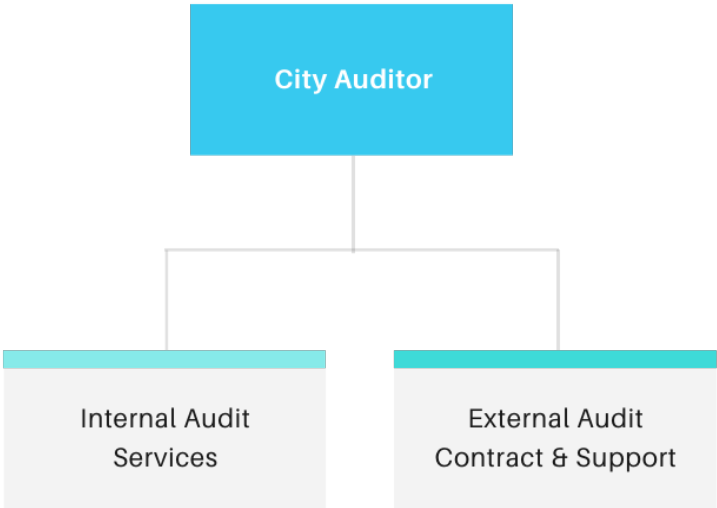 City Auditor
Internal Audit
Services
External Audit
Contract & Support